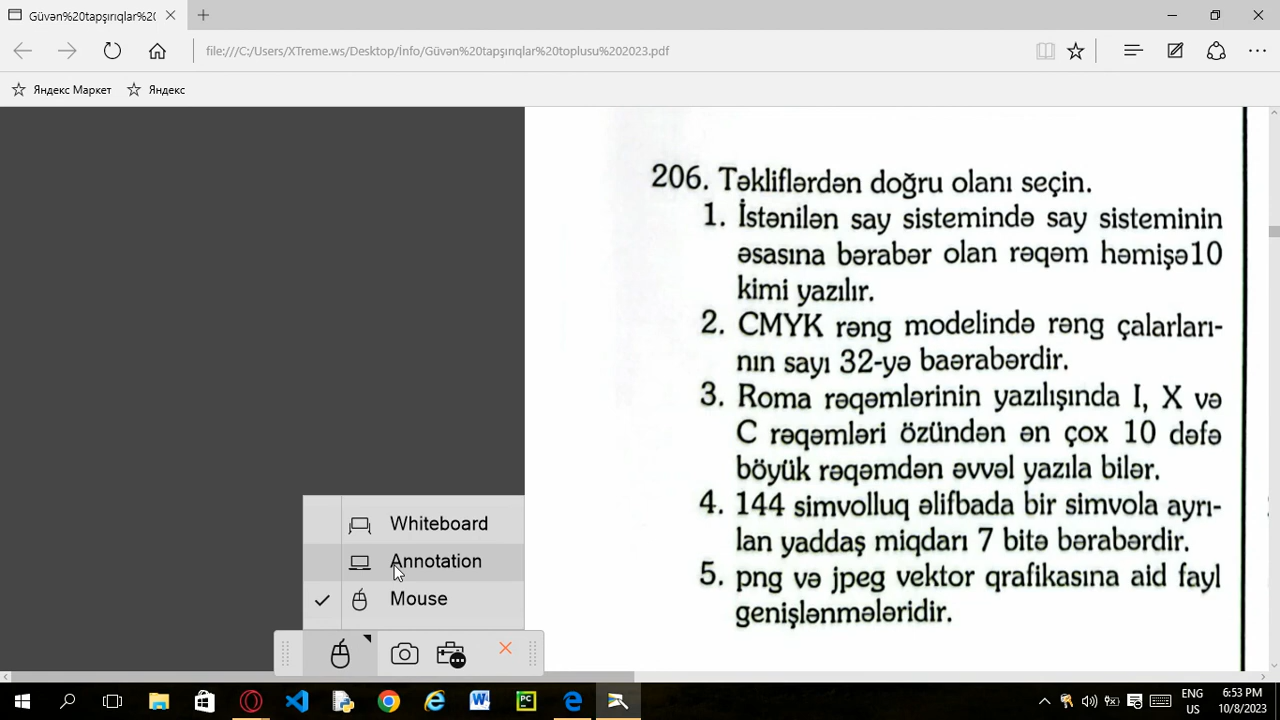 Güvən%20tapşırıqlar%20
file:///C:/Users/XTreme.ws/Desktop/İnfo/Güvən%20tapşırıqlar%20toplusu%202023.pdf
Яндекс Маркет
Яндекс
206. Təkliflərdən doğru olanı seçin.
1. İstənilən say sistemində say sisteminin
əsasına bərabər olan rəqəm həmişə10
kimi yazılır.
2. CMYK rəng modelində rəng çalarları-
nın sayı 32-yə baərabərdir.
3. Roma rəqəmlərinin yazılışında I, X və
C rəqəmləri özündən ən çox 10 dəfə
böyük rəqəmdən əvvəl yazıla bilər.
4. 144 simvolluq əlifbada bir simvola ayrı-
lan yaddaş miqdarı 7 bitə bərabərdir.
5. png və jpeg vektor qrafikasına aid fayl
genişlənmələridir.
Whiteboard
Annotation
Mouse
ENG
US
6:53 PM
10/8/2023